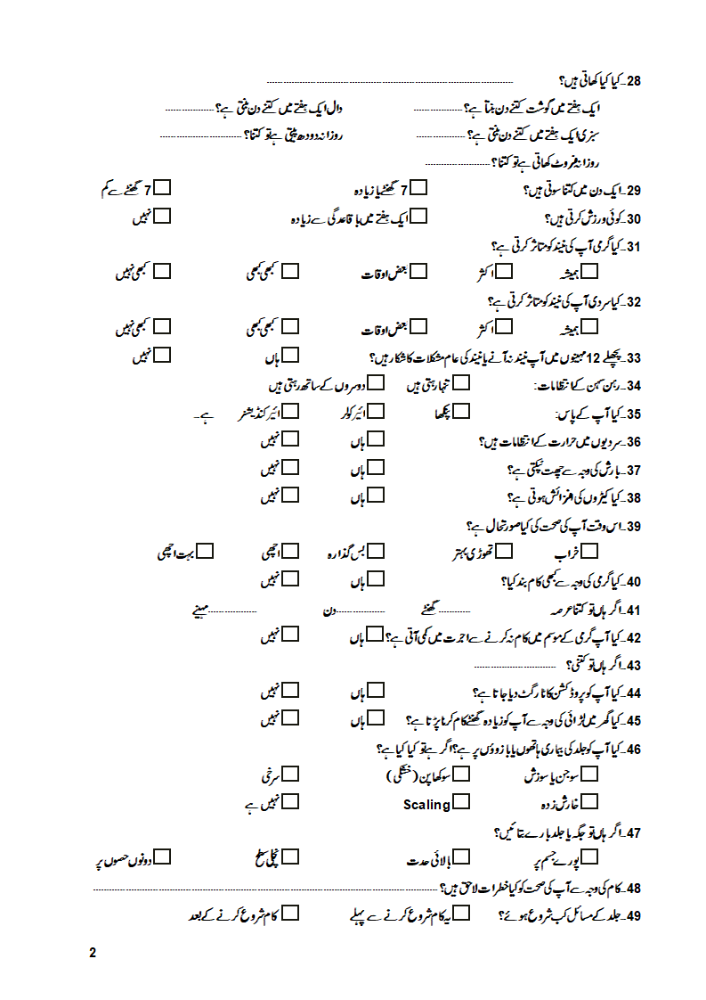 28۔کیا کیا کھاتی ہیں؟ ........................................
ایک ہفتے میں گوشت کتنے دن بنتا ہے؟ .................. دال ایک ہفتے میں کتنے دن بنتی ہے؟ ..................
سبزی ایک ہفتے میں کتنے دن بنتی ہے؟ .................. روزانہ دودھ پیتی ہے تو کتنا؟ ..................
روزانہ فروٹ کھاتی ہے تو کتنا؟ ..................
29۔ایک دن میں کتنا سوتی ہیں؟ □ 7 گھنٹے یا زیادہ □ 7 گھنٹے سے کم
30۔کوئی ورزش کرتی ہیں؟ □ ایک ہفتے میں باقاعدگی سے زیادہ □ نہیں
31۔کیا گرمی آپ کی نیند کو متاثر کرتی ہے؟
□ ہمیشہ □ اکثر □ بعض اوقات □ کبھی کبھی □ کبھی نہیں
32۔کیا سردی آپ کی نیند کو متاثر کرتی ہے؟
□ ہمیشہ □ اکثر □ بعض اوقات □ کبھی کبھی □ کبھی نہیں
33۔پچھلے 12 مہینوں میں آپ نیند نہ آنے یا نیند کی عام مشکلات کا شکار ہیں؟ □ ہاں □ نہیں
34۔رہن سہن کے انتظامات: □ تنہا رہتی ہیں □ دوسروں کے ساتھ رہتی ہیں
35۔کیا آپ کے پاس: □ پنکھا □ ائیر کولر □ ائیر کنڈیشنر ہے۔
36۔سردیوں میں حرارت کے انتظامات ہیں؟ □ ہاں □ نہیں
37۔بارش کی وجہ سے چھت ٹپکتی ہے؟ □ ہاں □ نہیں
38۔کیا کیڑوں کی افزائش ہوتی ہے؟ □ ہاں □ نہیں
39۔اس وقت آپ کی صحت کی کیا صورتحال ہے؟
□ خراب □ تھوڑی بہتر □ بس گذارہ □ اچھی □ بہت اچھی
40۔کیا گرمی کی وجہ سے کبھی کام بند کیا؟ □ ہاں □ نہیں
41۔اگر ہاں تو کتنا عرصہ ............ گھنٹے ..................دن ..................مہینے
42۔کیا آپ گرمی کے موسم میں کام نہ کرنے سے اجرت میں کمی آتی ہے؟ □ ہاں □ نہیں
43۔اگر ہاں تو کتنی؟ ..............................
44۔کیا آپ کو پروڈکشن کا ٹارگٹ دیا جاتا ہے؟ □ ہاں □ نہیں
45۔کیا گھر میں لڑائی کی وجہ سے آپ کو زیادہ گھنٹے کام کرنا پڑتا ہے؟ □ ہاں □ نہیں
46۔کیا آپ کو جلد کی بیماری ہاتھوں یا بازوؤں پر ہے؟ اگر ہے تو کیا کیا ہے؟
□ سوجن یا سوزش □ سوکھا پن (خشکی) □ سرخی
□ خارش زدہ □ Scaling □ نہیں ہے
47۔اگر ہاں تو جگہ یا جلد بارے بتائیں؟
□ پورے جسم پر □ بالائی حدت □ نچلی سطح □ دونوں حصوں پر
48۔کام کی وجہ سے آپ کی صحت کو کیا خطرات لاحق ہیں؟ ........................................
49۔جلد کے مسائل کب شروع ہوئے؟ □ یہ کام شروع کرنے سے پہلے □ کام شروع کرنے کے بعد
2